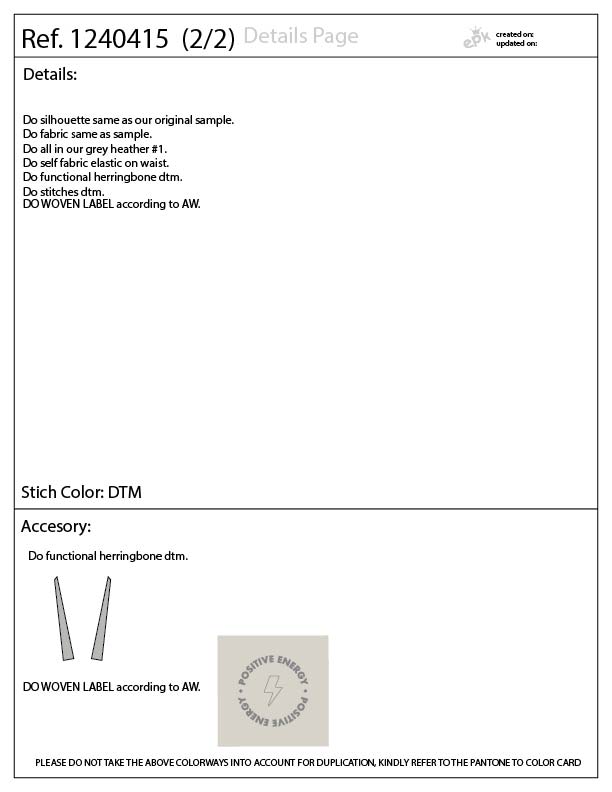 Ref. 1240415 (2/2) Details Page
epk
created on:
updated on:
Details:
Do silhouette same as our original sample.
Do fabric same as sample.
Do all in our grey heather #1.
Do self fabric elastic on waist.
Do functional herringbone dtm.
Do stitches dtm.
DO WOVEN LABEL according to AW.
Stich Color: DTM
Accesory:
Do functional herringbone dtm.
DO WOVEN LABEL according to AW.
POSITIVE ENERGY • POSITIVE ENERGY •
PLEASE DO NOT TAKE THE ABOVE COLORWAYS INTO ACCOUNT FOR DUPLICATION, KINDLY REFER TO THE PANTONE TO COLOR CARD